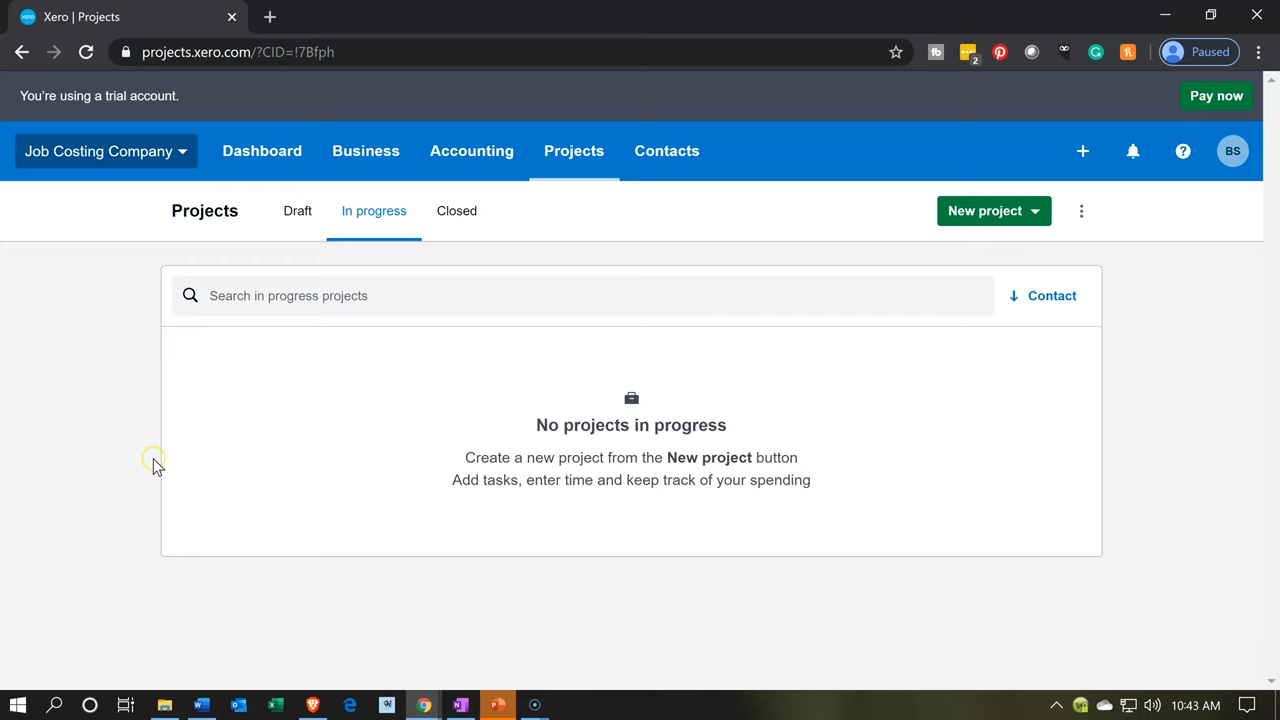 Xero | Projects
projects.xero.com/?CID=!7Bfph
2
Paused
You're using a trial account.
Pay now
Job Costing Company
Dashboard
Business
Accounting
Projects
Contacts
BS
Projects
Draft
In progress
Closed
New project
Search in progress projects
Contact
No projects in progress
Create a new project from the New project button
Add tasks, enter time and keep track of your spending
10:43 AM